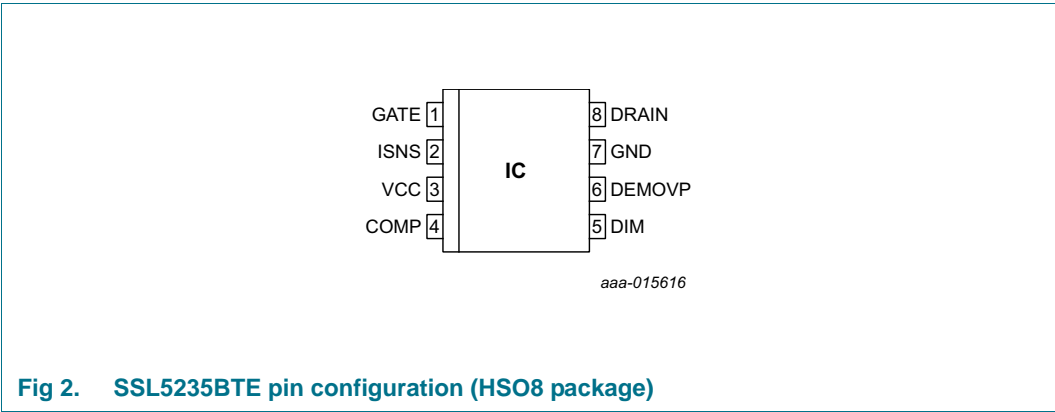 GATE 1 8 DRAIN
ISNS 2 7 GND
IC
VCC 3 6 DEMOVP
COMP 4 5 DIM
aaa-015616
Fig 2. SSL5235BTE pin configuration (HSO8 package)